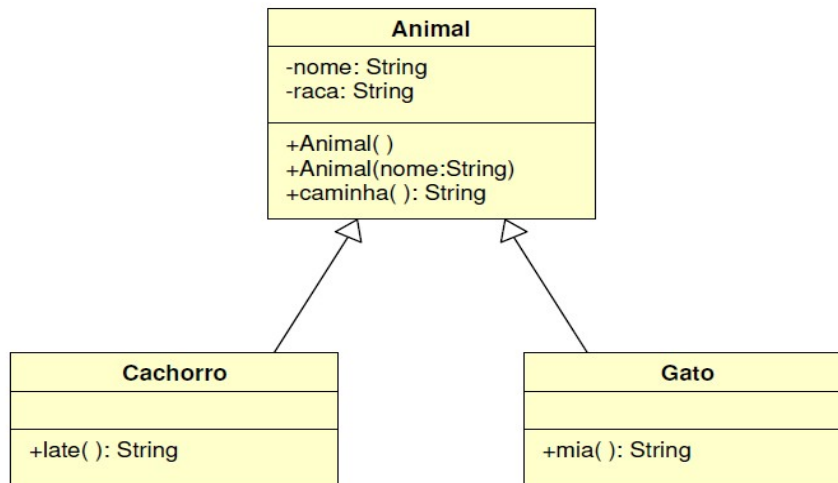 Animal
-nome: String
-raca: String
+Animal( )
+Animal(nome:String)
+caminha( ): String
Cachorro
+late( ): String
Gato
+mia( ): String